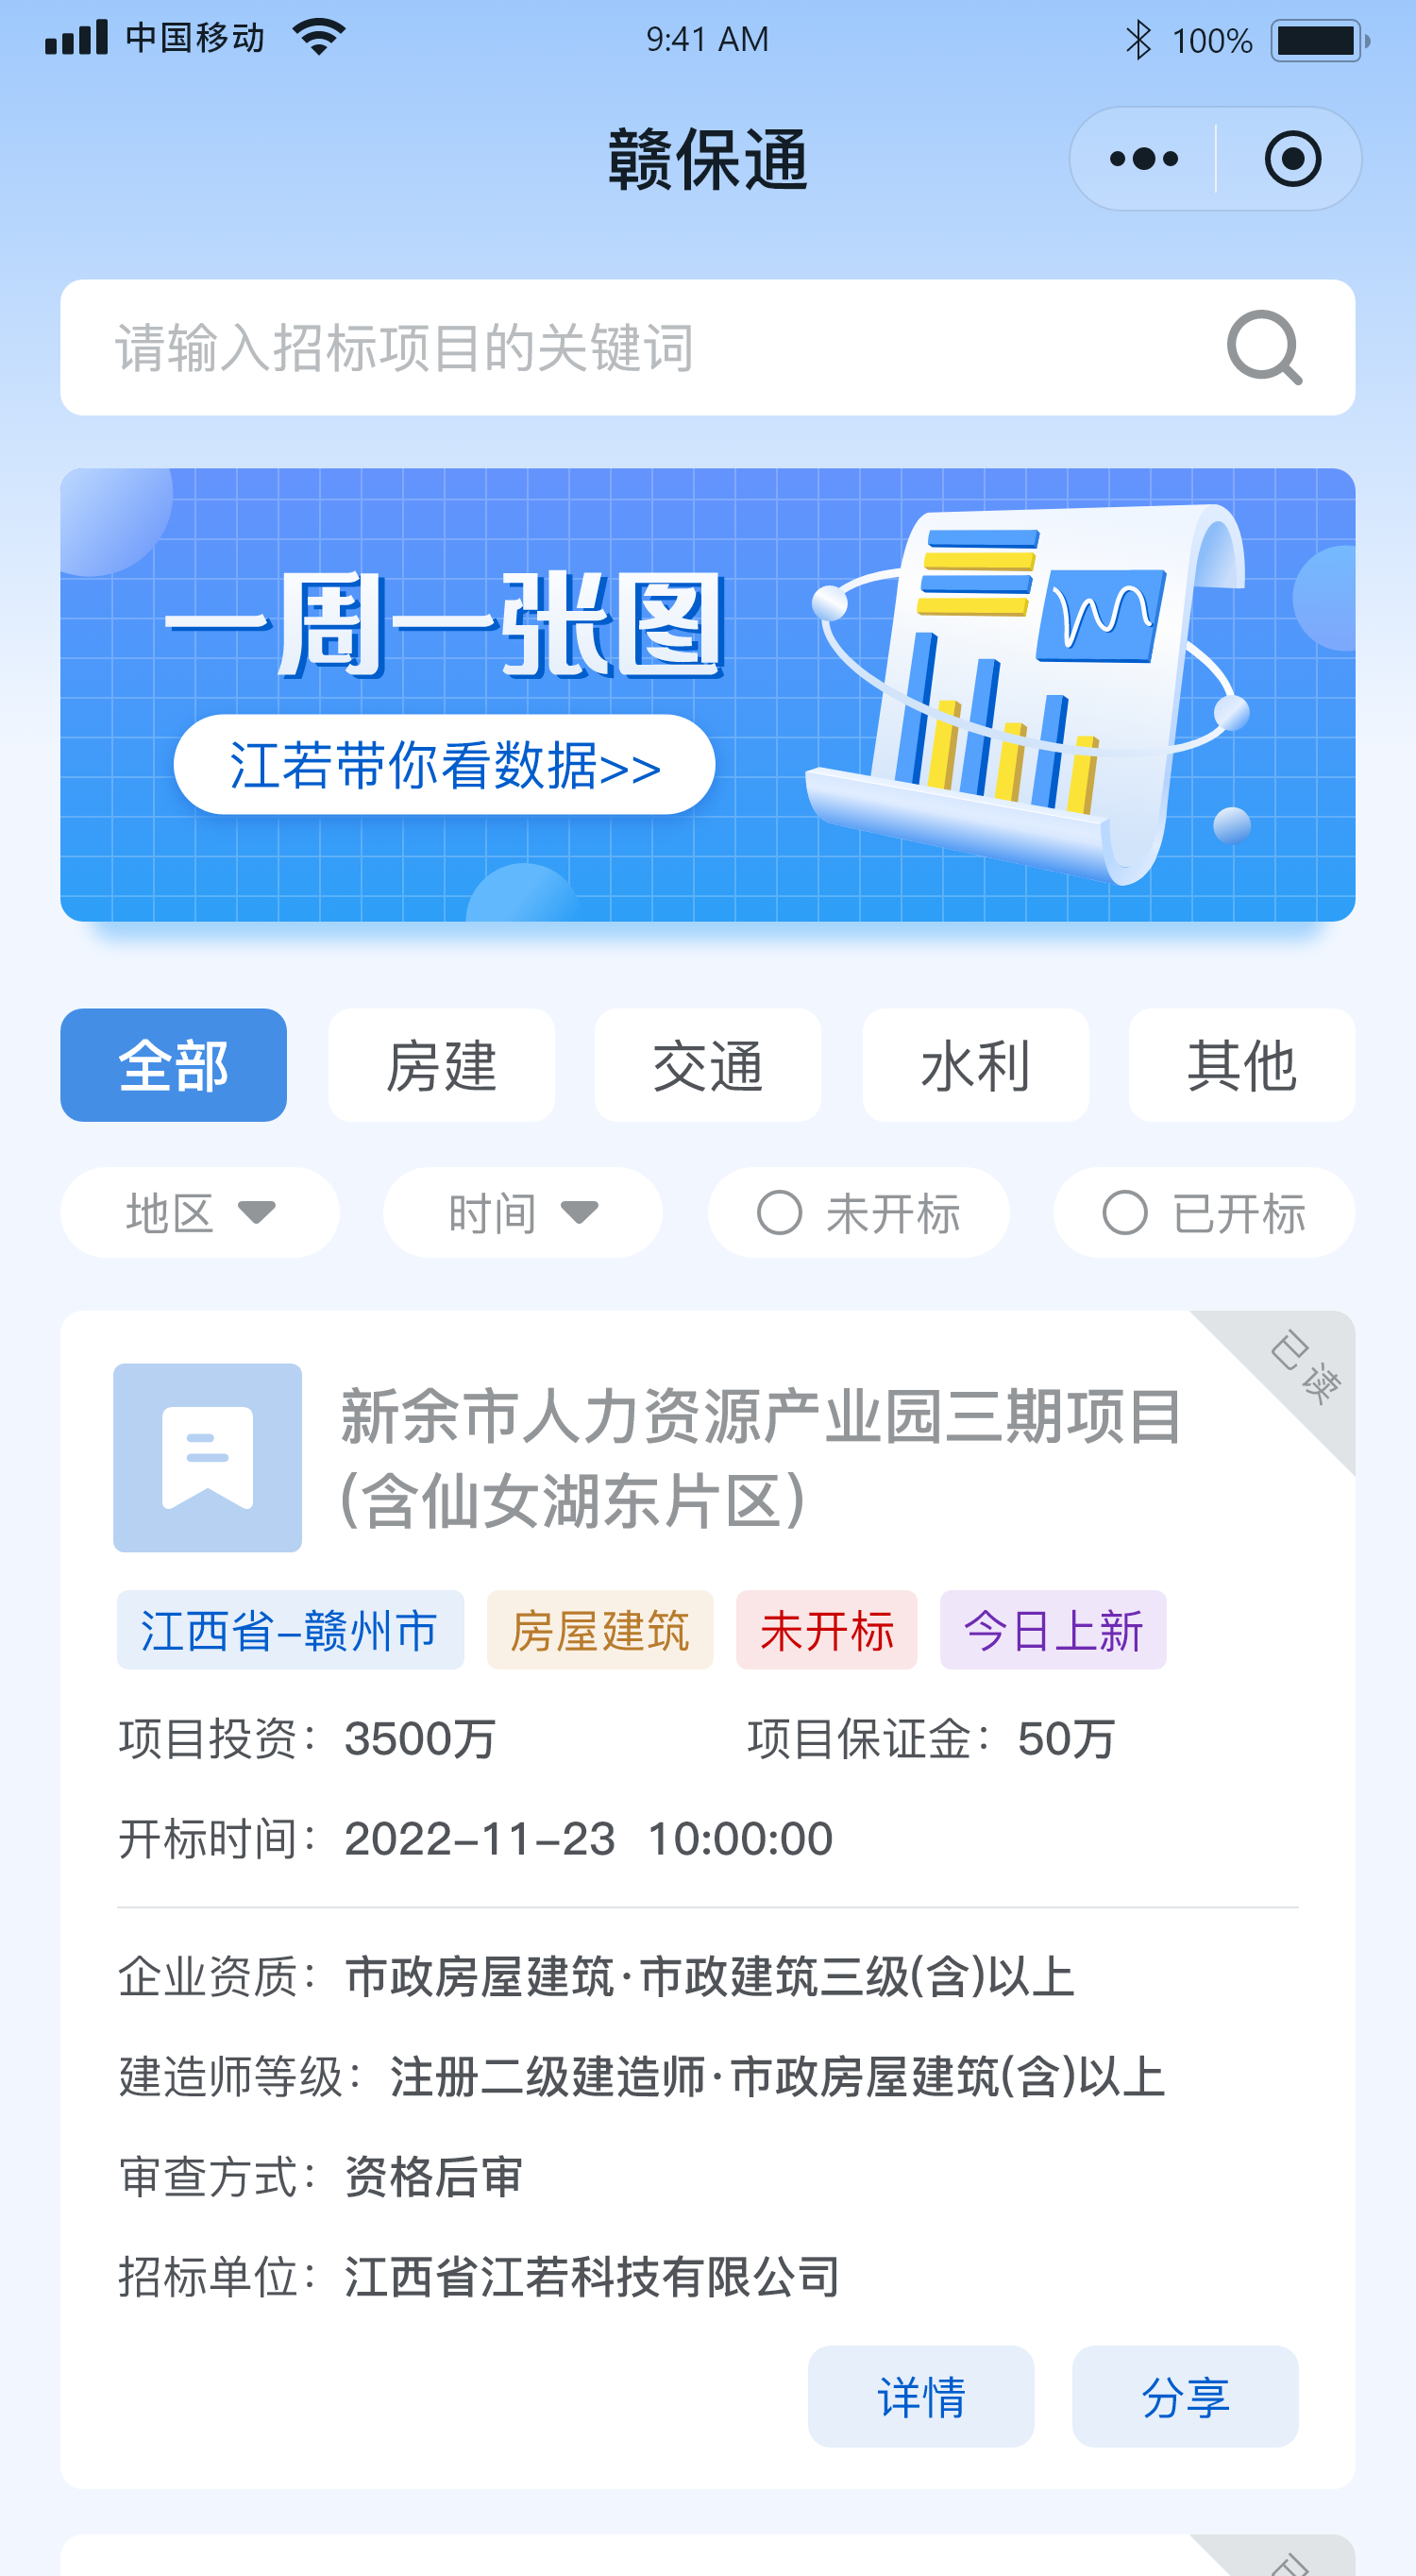 中国移动 9:41 AM 100%
赣保通
请输入招标项目的关键词
一周一张图
江若带你看数据>>
全部 房建 交通 水利 其他
地区 时间 未开标 已开标
已读
新余市人力资源产业园三期项目
(含仙女湖东片区)
江西省-赣州市 房屋建筑 未开标 今日上新
项目投资：3500万 项目保证金：50万
开标时间：2022-11-23 10:00:00
企业资质：市政房屋建筑·市政建筑三级(含)以上
建造师等级：注册二级建造师·市政房屋建筑(含)以上
审查方式：资格后审
招标单位：江西省江若科技有限公司
详情 分享